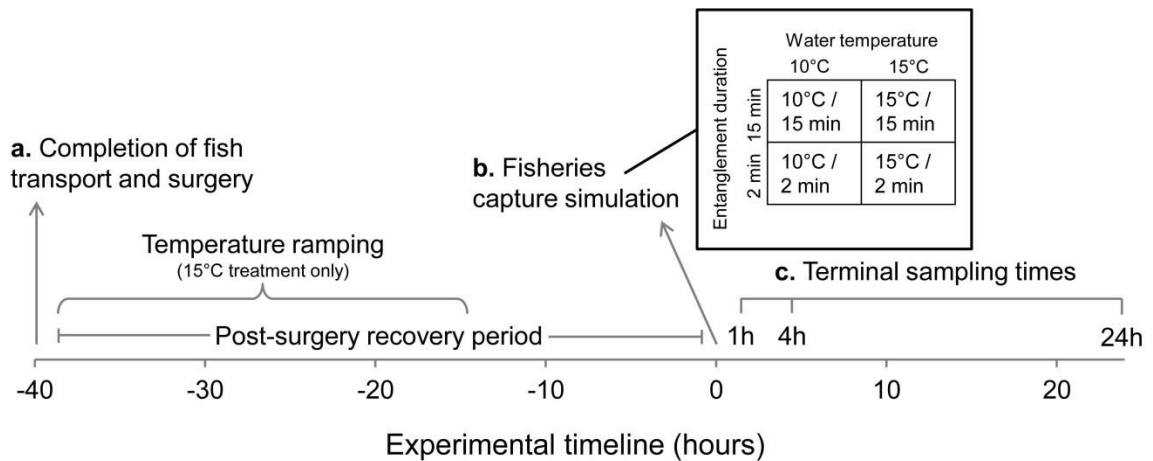 Water temperature
10°C 15°C
Entanglement duration
15 min
2 min
10°C / 15°C /
15 min 15 min
10°C / 15°C /
2 min 2 min
a. Completion of fish
transport and surgery
b. Fisheries
capture simulation
Temperature ramping
(15°C treatment only)
c. Terminal sampling times
Post-surgery recovery period
1h 4h 24h
-40 -30 -20 -10 0 10 20
Experimental timeline (hours)